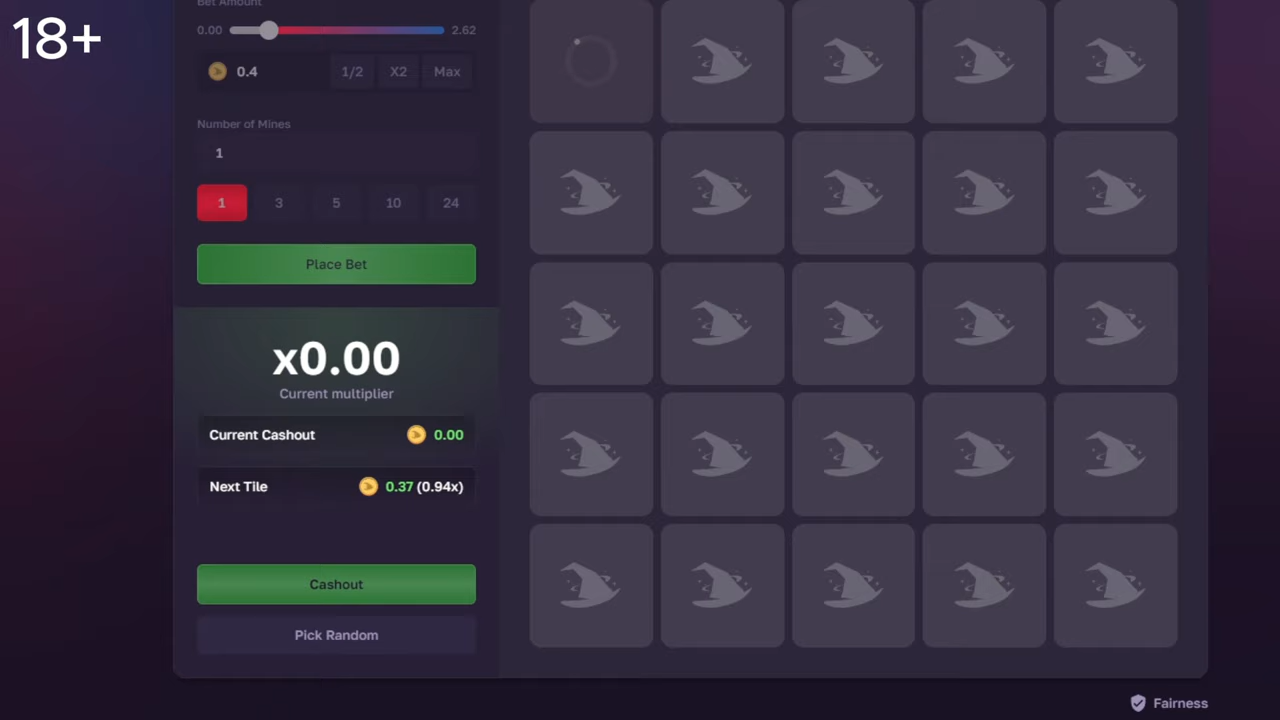 18+
Bet Amount
0.00 2.62
0.4 1/2 X2 Max
Number of Mines
1
1 3 5 10 24
Place Bet
x0.00
Current multiplier
Current Cashout 0.00
Next Tile 0.37 (0.94x)
Cashout
Pick Random
Fairness